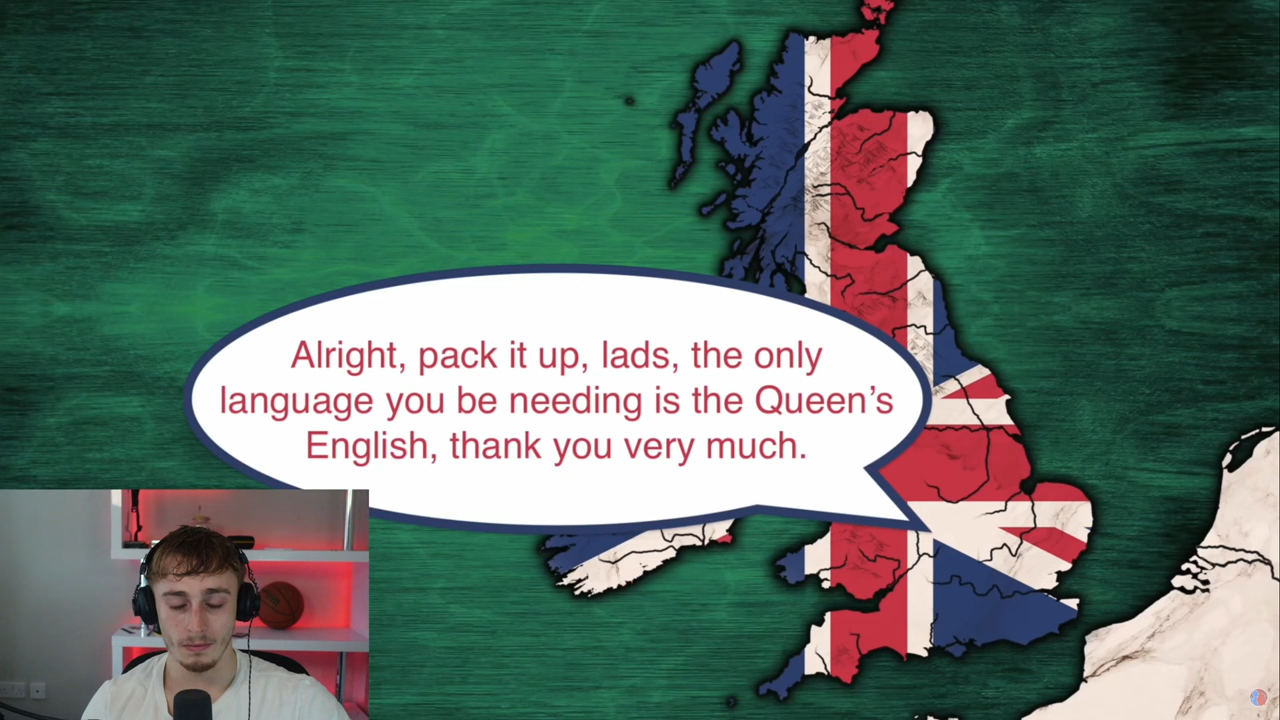 Alright, pack it up, lads, the only
language you be needing is the Queen’s
English, thank you very much.